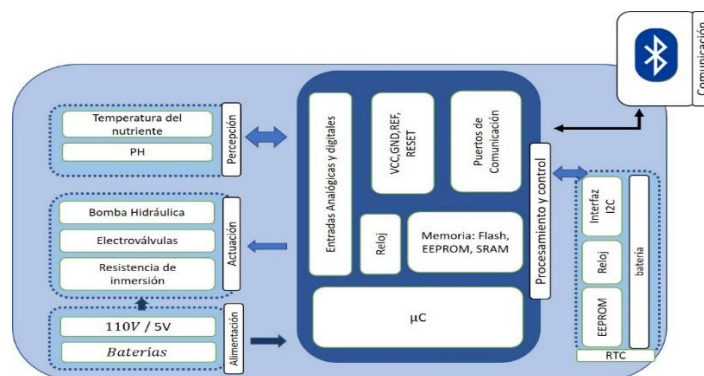 Comunicación
Temperatura del
nutriente
PH
Percepción
Bomba Hidráulica
Electroválvulas
Resistencia de
inmersión
Actuación
110V / 5V
Baterías
Alimentación
Entradas Analógicas y digitales
VCC,GND,REF,
RESET
Puertos de
Comunicación
Reloj
Memoria: Flash,
EEPROM, SRAM
µC
Procesamiento y control
Interfaz
I2C
Reloj
EEPROM
batería
RTC